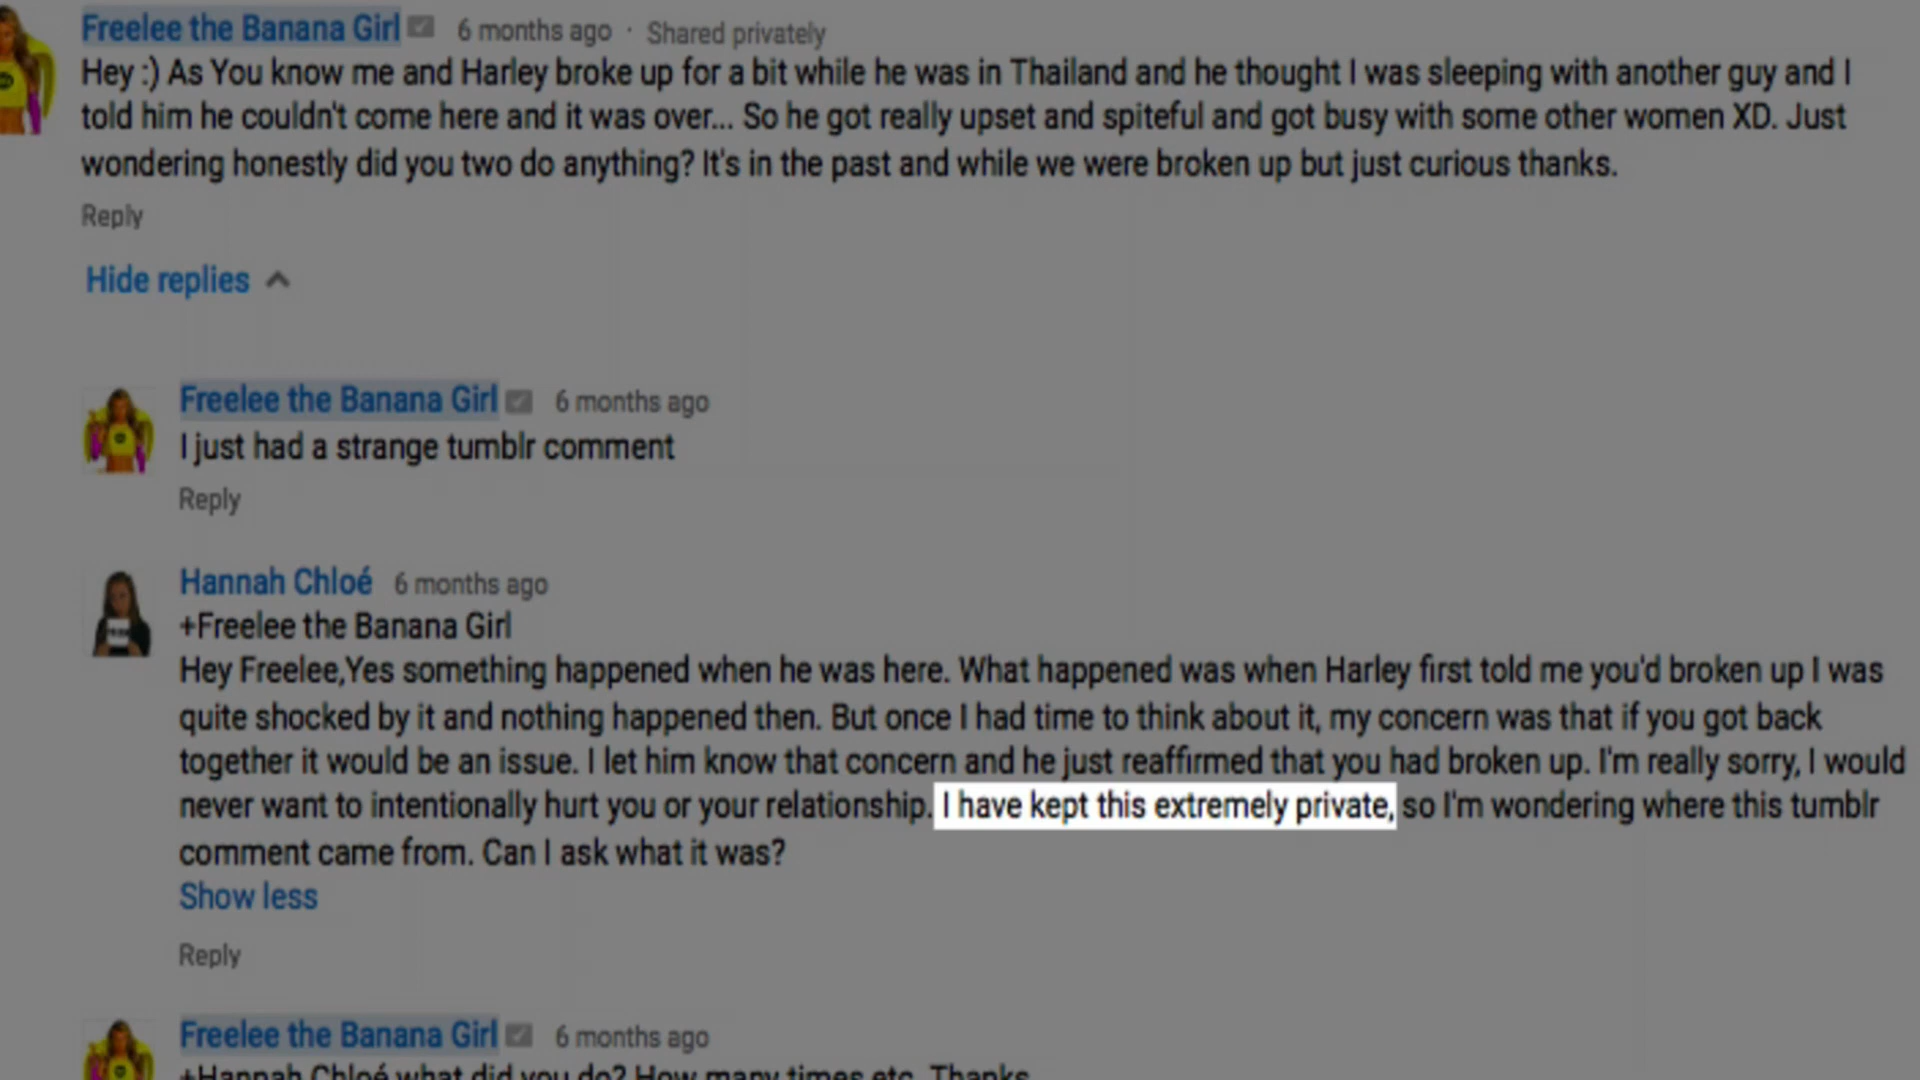 Freelee the Banana Girl 6 months ago · Shared privately
Hey :) As You know me and Harley broke up for a bit while he was in Thailand and he thought I was sleeping with another guy and I
told him he couldn't come here and it was over... So he got really upset and spiteful and got busy with some other women XD. Just
wondering honestly did you two do anything? It's in the past and while we were broken up but just curious thanks.
Reply
Hide replies
Freelee the Banana Girl 6 months ago
I just had a strange tumblr comment
Reply
Hannah Chloé 6 months ago
+Freelee the Banana Girl
Hey Freelee,Yes something happened when he was here. What happened was when Harley first told me you'd broken up I was
quite shocked by it and nothing happened then. But once I had time to think about it, my concern was that if you got back
together it would be an issue. I let him know that concern and he just reaffirmed that you had broken up. I'm really sorry, I would
never want to intentionally hurt you or your relationship. I have kept this extremely private, so I'm wondering where this tumblr
comment came from. Can I ask what it was?
Show less
Reply
Freelee the Banana Girl 6 months ago
+Hannah Chloé what did you do? How many times etc. Thanks